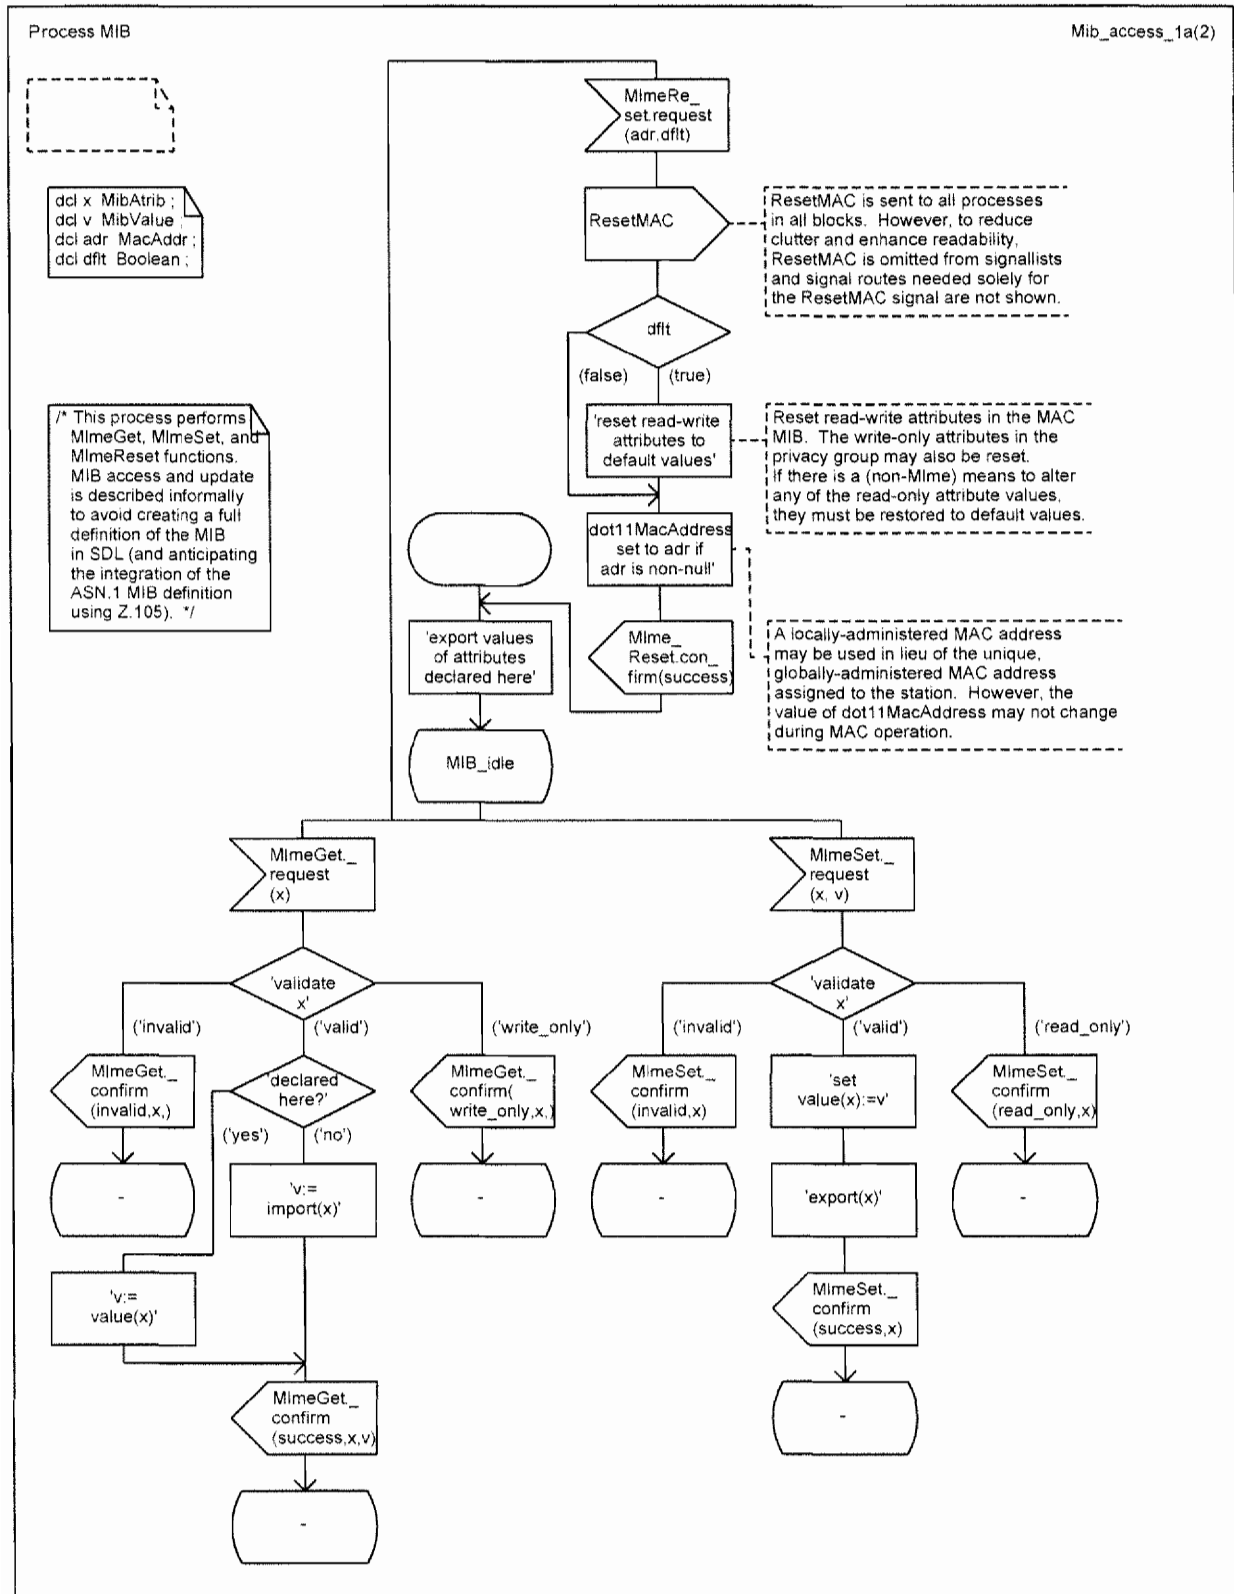 Process MIB
Mib_access_1a(2)
MlmeRe_
set.request
(adr,dflt)
dcl x MibAtrib ;
dcl v MibValue ;
dcl adr MacAddr ;
dcl dflt Boolean ;
ResetMAC
ResetMAC is sent to all processes
in all blocks. However, to reduce
clutter and enhance readability,
ResetMAC is omitted from signallists
and signal routes needed solely for
the ResetMAC signal are not shown.
dflt
(false)
(true)
/* This process performs
MlmeGet, MlmeSet, and
MlmeReset functions.
MIB access and update
is described informally
to avoid creating a full
definition of the MIB
in SDL (and anticipating
the integration of the
ASN.1 MIB definition
using Z.105). */
'reset read-write
attributes to
default values'
Reset read-write attributes in the MAC
MIB. The write-only attributes in the
privacy group may also be reset.
If there is a (non-Mlme) means to alter
any of the read-only attribute values,
they must be restored to default values.
dot11MacAddress
set to adr if
adr is non-null'
'export values
of attributes
declared here'
Mlme_
Reset.con_
firm(success)
A locally-administered MAC address
may be used in lieu of the unique,
globally-administered MAC address
assigned to the station. However, the
value of dot11MacAddress may not change
during MAC operation.
MIB_idle
MlmeGet._
request
(x)
MlmeSet._
request
(x, v)
'validate
x'
'validate
x'
('invalid')
('valid')
('write_only')
('invalid')
('valid')
('read_only')
MlmeGet._
confirm
(invalid,x,)
'declared
here?'
MlmeGet._
confirm(
write_only,x,)
MlmeSet._
confirm
(invalid,x)
'set
value(x):=v'
MlmeSet._
confirm
(read_only,x)
('yes')
('no')
-
'v:=
import(x)'
-
-
'export(x)'
-
'v:=
value(x)'
MlmeSet._
confirm
(success,x)
MlmeGet._
confirm
(success,x,v)
-
-